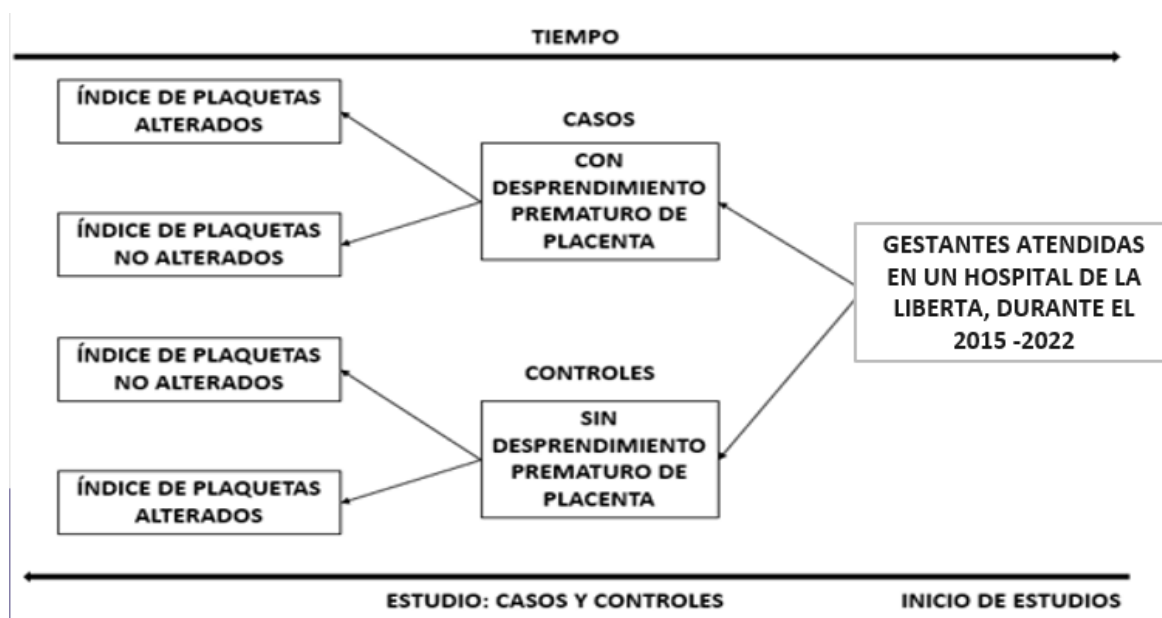 TIEMPO
ÍNDICE DE PLAQUETAS
ALTERADOS
ÍNDICE DE PLAQUETAS
NO ALTERADOS
ÍNDICE DE PLAQUETAS
NO ALTERADOS
ÍNDICE DE PLAQUETAS
ALTERADOS
CASOS
CON
DESPRENDIMIENTO
PREMATURO DE
PLACENTA
CONTROLES
SIN
DESPRENDIMIENTO
PREMATURO DE
PLACENTA
GESTANTES ATENDIDAS
EN UN HOSPITAL DE LA
LIBERTA, DURANTE EL
2015 -2022
ESTUDIO: CASOS Y CONTROLES
INICIO DE ESTUDIOS